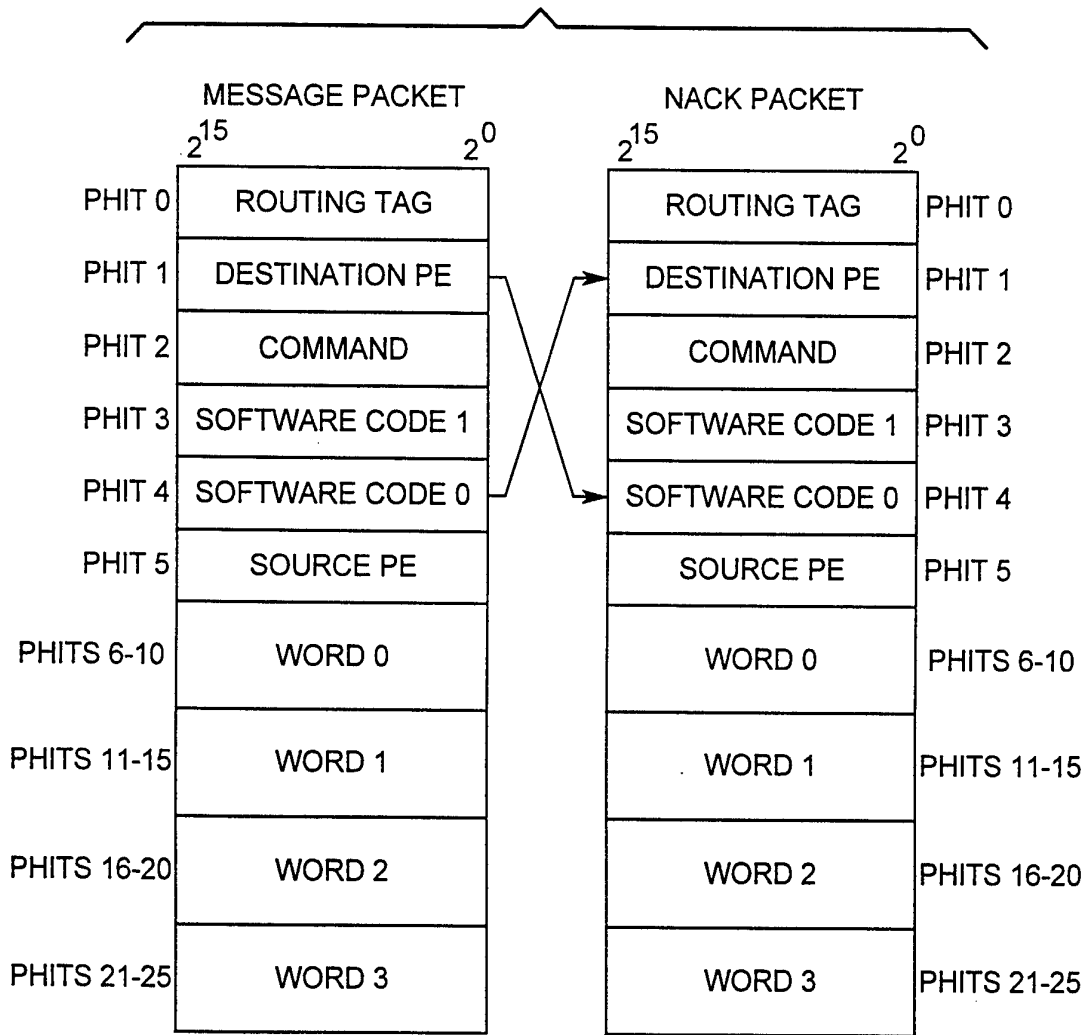 MESSAGE PACKET NACK PACKET
2^15 2^0 2^15 2^0
PHIT 0 ROUTING TAG ROUTING TAG PHIT 0
PHIT 1 DESTINATION PE DESTINATION PE PHIT 1
PHIT 2 COMMAND COMMAND PHIT 2
PHIT 3 SOFTWARE CODE 1 SOFTWARE CODE 1 PHIT 3
PHIT 4 SOFTWARE CODE 0 SOFTWARE CODE 0 PHIT 4
PHIT 5 SOURCE PE SOURCE PE PHIT 5
PHITS 6-10 WORD 0 WORD 0 PHITS 6-10
PHITS 11-15 WORD 1 WORD 1 PHITS 11-15
PHITS 16-20 WORD 2 WORD 2 PHITS 16-20
PHITS 21-25 WORD 3 WORD 3 PHITS 21-25